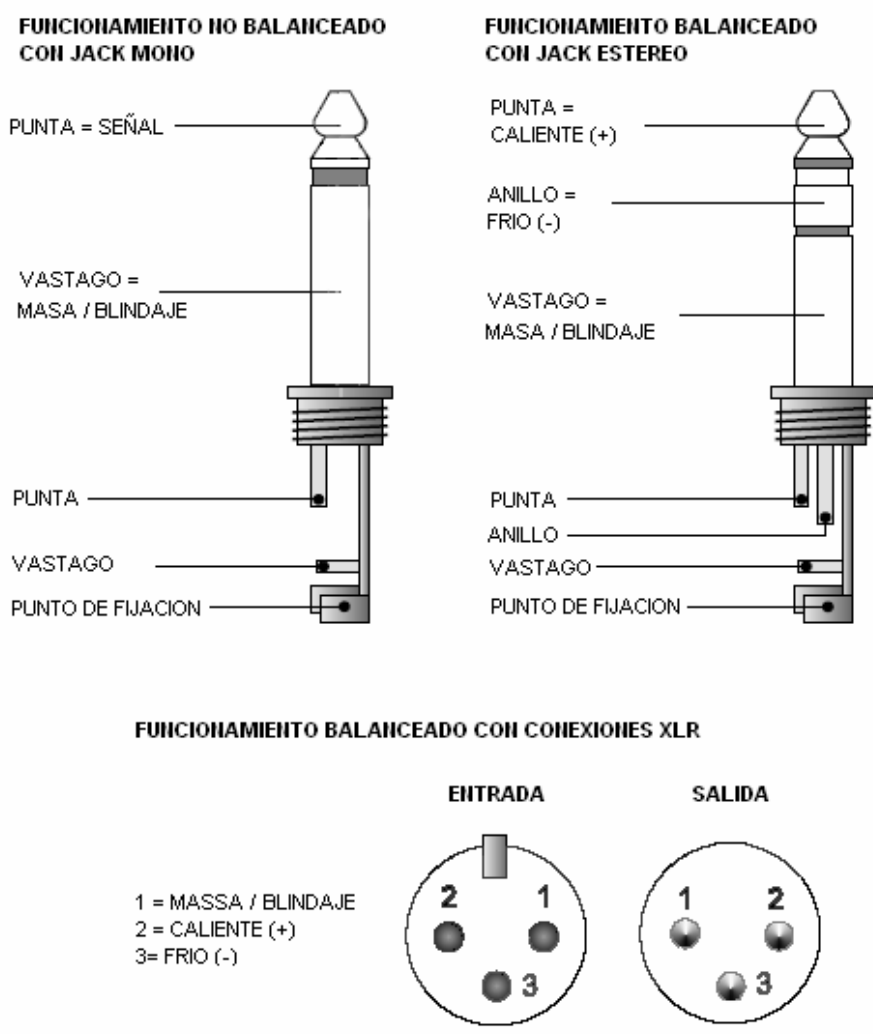 FUNCIONAMIENTO NO BALANCEADO
CON JACK MONO
PUNTA = SEÑAL
VASTAGO =
MASA / BLINDAJE
PUNTA
VASTAGO
PUNTO DE FIJACION
FUNCIONAMIENTO BALANCEADO
CON JACK ESTEREO
PUNTA =
CALIENTE (+)
ANILLO =
FRIO (-)
VASTAGO =
MASA / BLINDAJE
PUNTA
ANILLO
VASTAGO
PUNTO DE FIJACION
FUNCIONAMIENTO BALANCEADO CON CONEXIONES XLR
1 = MASSA / BLINDAJE
2 = CALIENTE (+)
3= FRIO (-)
ENTRADA
2 1
3
SALIDA
1 2
3